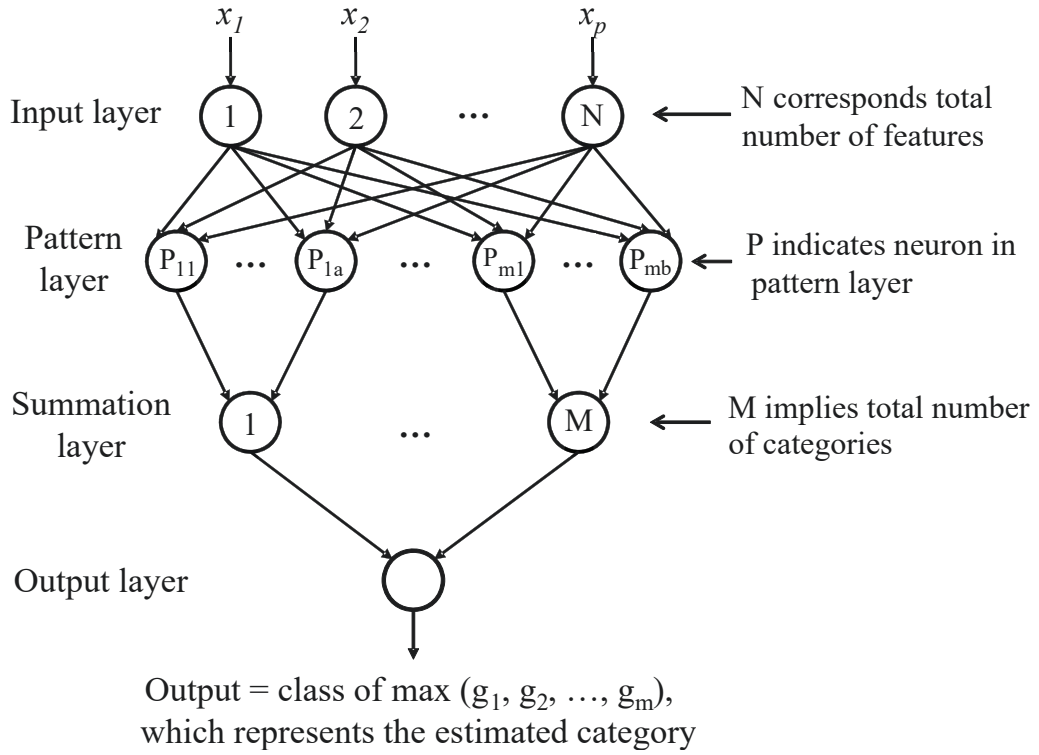 x1 x2 xp
Input layer 1 2 ... N N corresponds total
number of features
Pattern
layer P11 ... P1a ... Pm1 ... Pmb P indicates neuron in
pattern layer
Summation
layer 1 ... M M implies total number
of categories
Output layer
Output = class of max (g1, g2, ..., gm),
which represents the estimated category